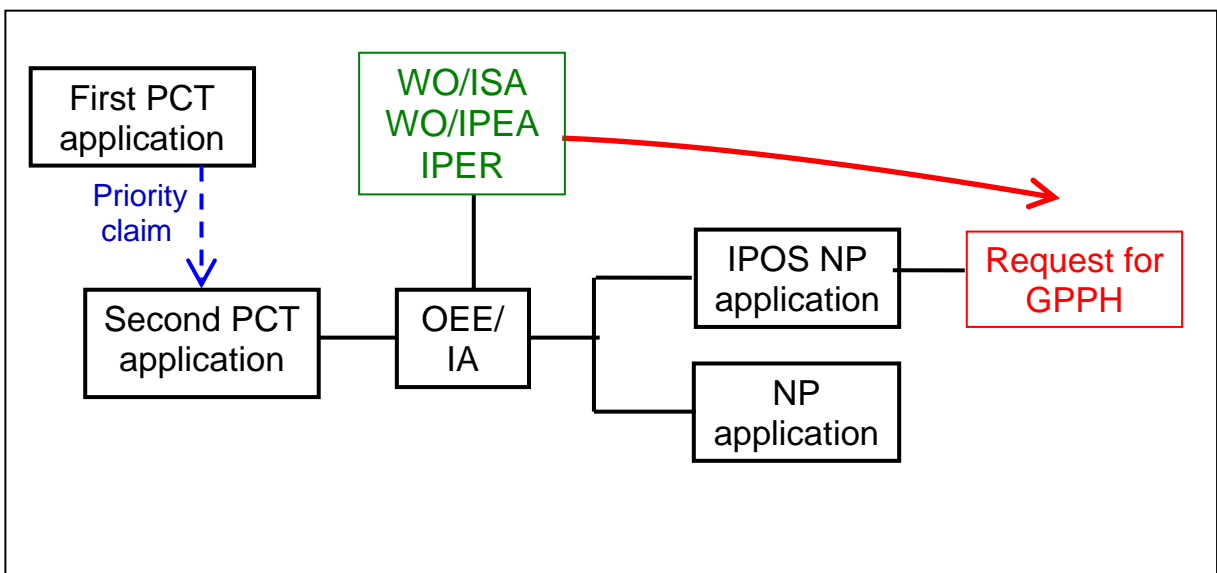 First PCT
application
Priority
claim
Second PCT
application
WO/ISA
WO/IPEA
IPER
OEE/
IA
IPOS NP
application
NP
application
Request for
GPPH